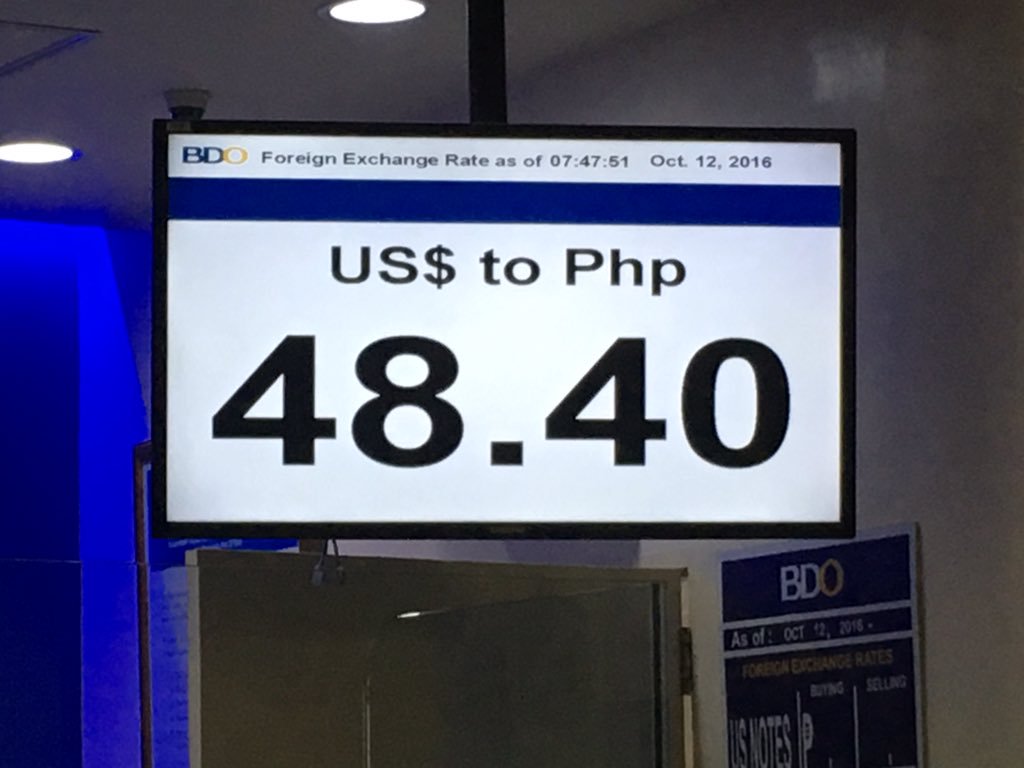 BDO Foreign Exchange Rate as of 07:47:51 Oct. 12, 2016
US$ to Php
48.40
BDO
As of: OCT 12, 2016
FOREIGN EXCHANGE RATES
BUYING SELLING
US NOTES ₱